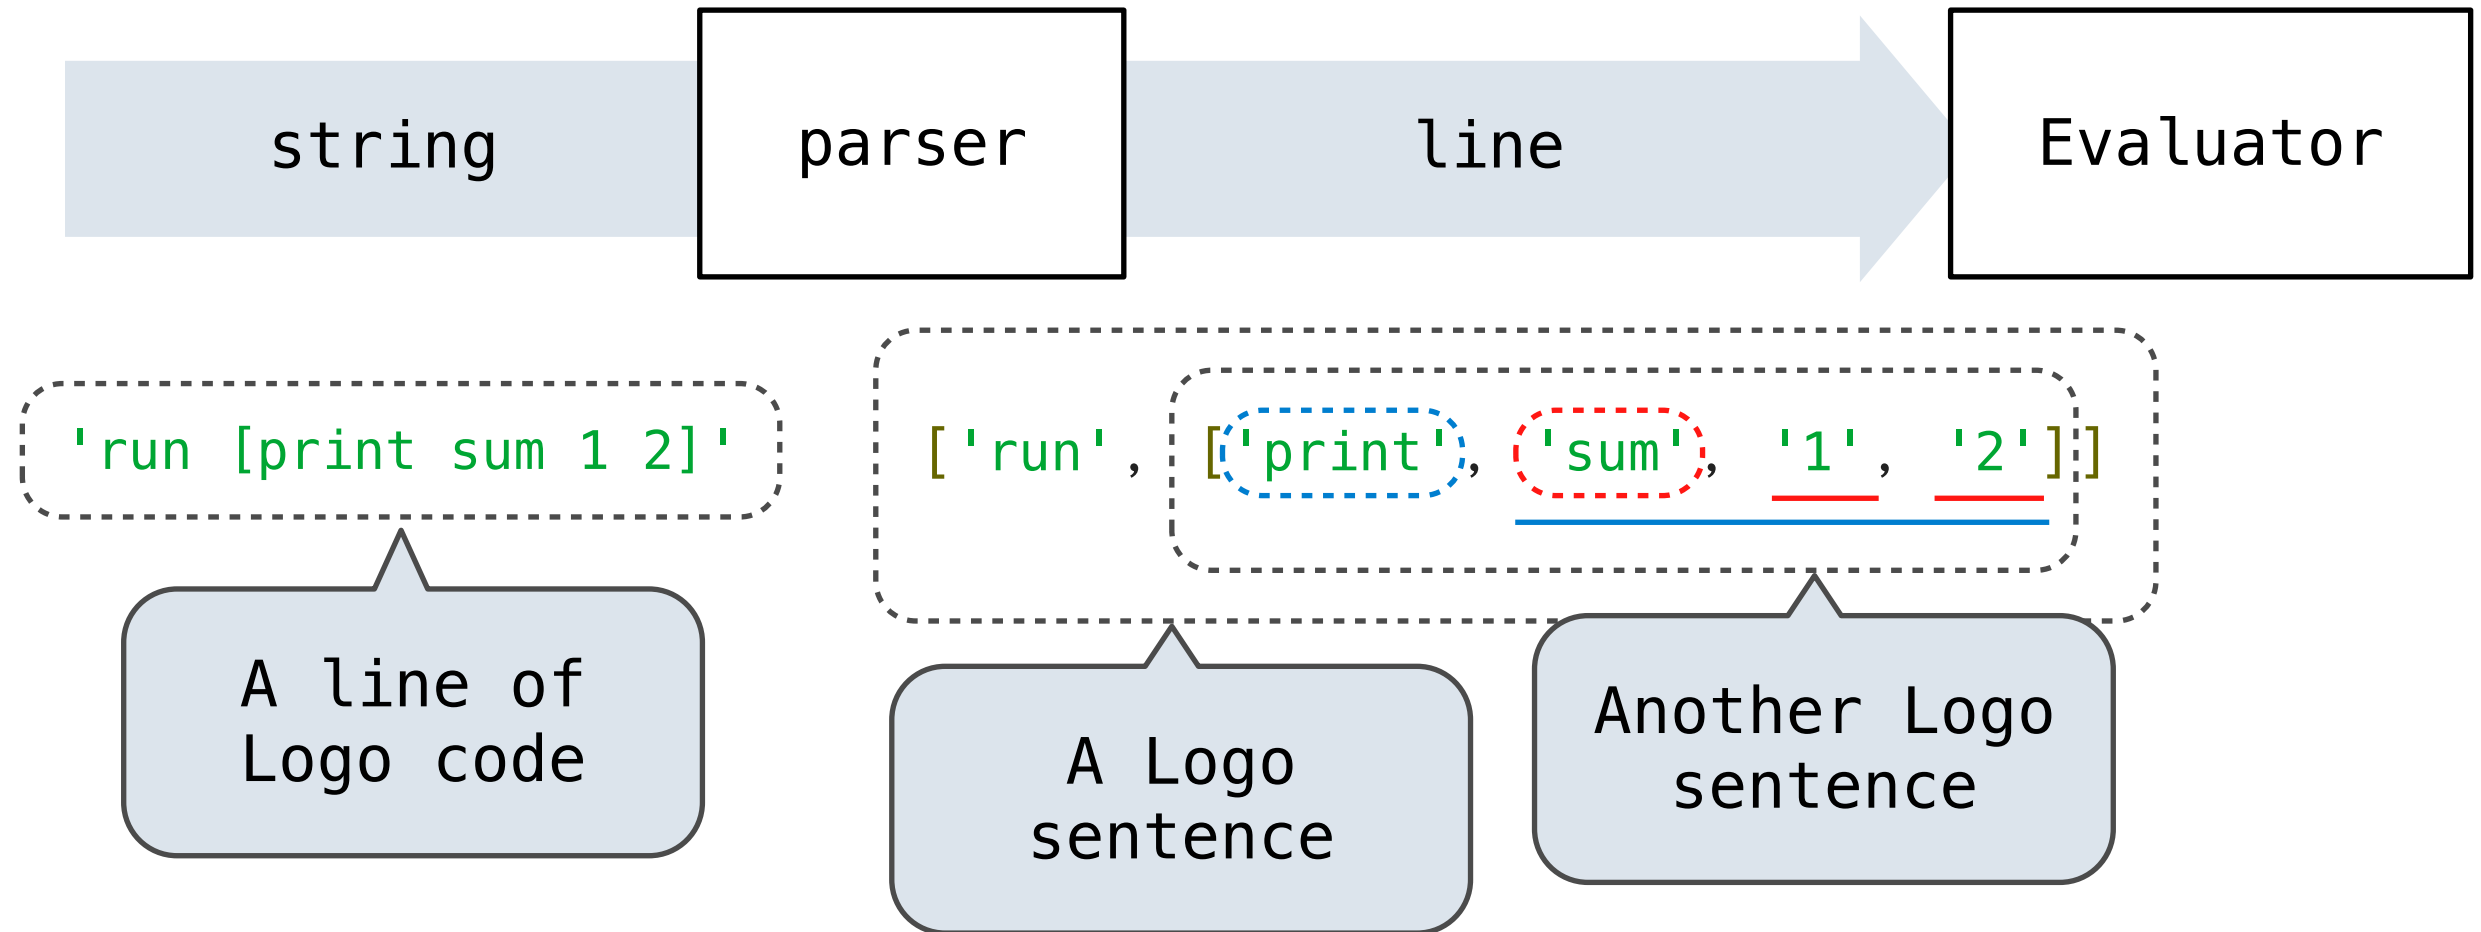 string
parser
line
Evaluator
'run [print sum 1 2]'
['run', ['print', 'sum', '1', '2']]
A line of
Logo code
A Logo
sentence
Another Logo
sentence